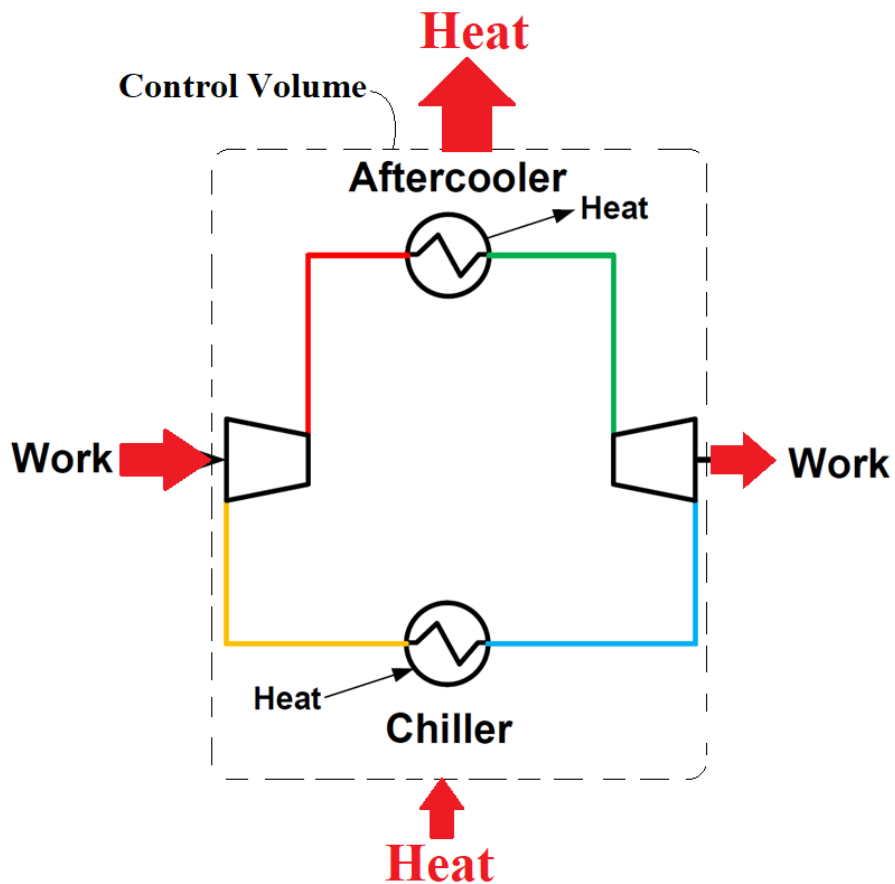 Heat
Control Volume
Aftercooler
Heat
Work
Work
Heat
Chiller
Heat